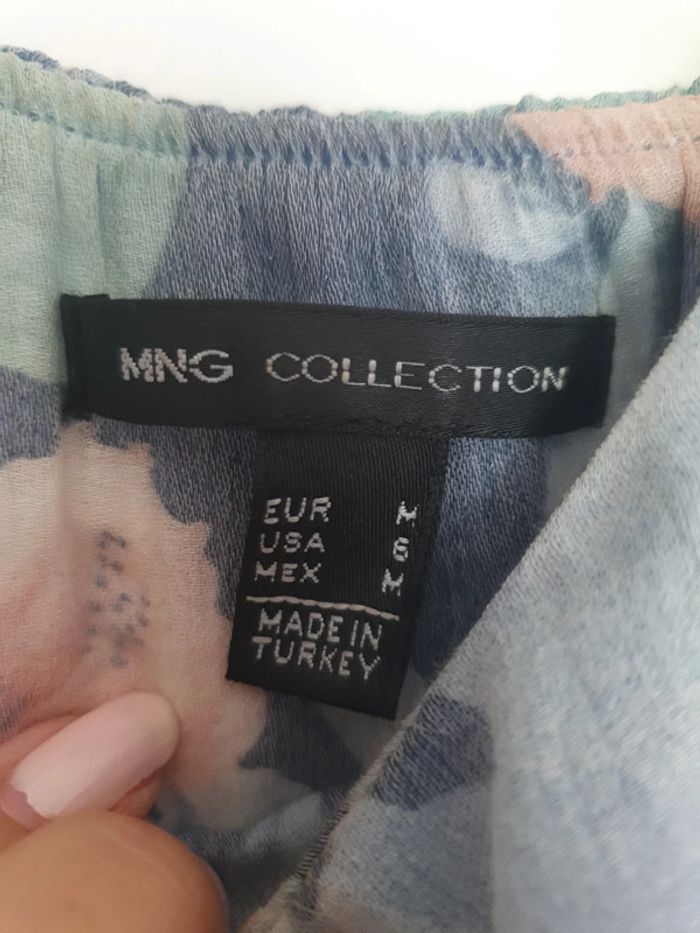 MNG COLLECTION
EUR M
USA 6
MEX M
MADE IN
TURKEY